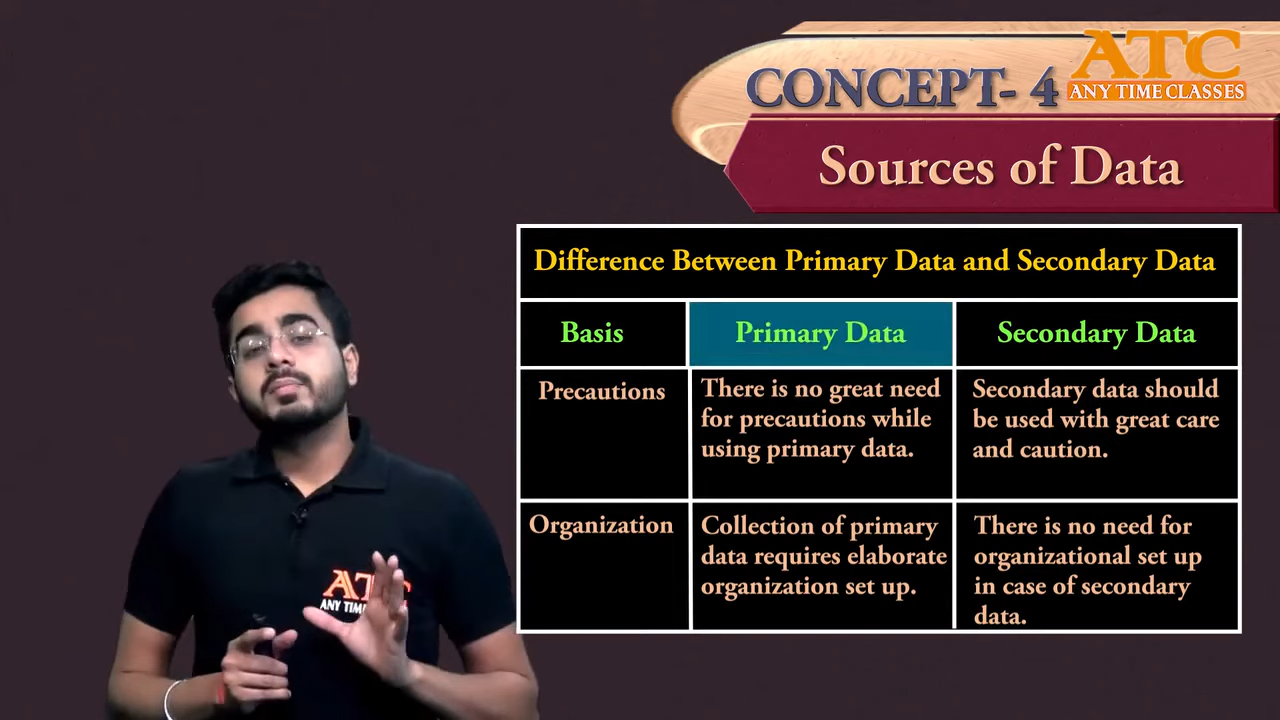 ATC
ANY TIME CLASSES
CONCEPT- 4
Sources of Data
Difference Between Primary Data and Secondary Data
Basis
Primary Data
Secondary Data
Precautions
There is no great need
for precautions while
using primary data.
Secondary data should
be used with great care
and caution.
Organization
Collection of primary
data requires elaborate
organization set up.
There is no need for
organizational set up
in case of secondary
data.
ATC
ANY